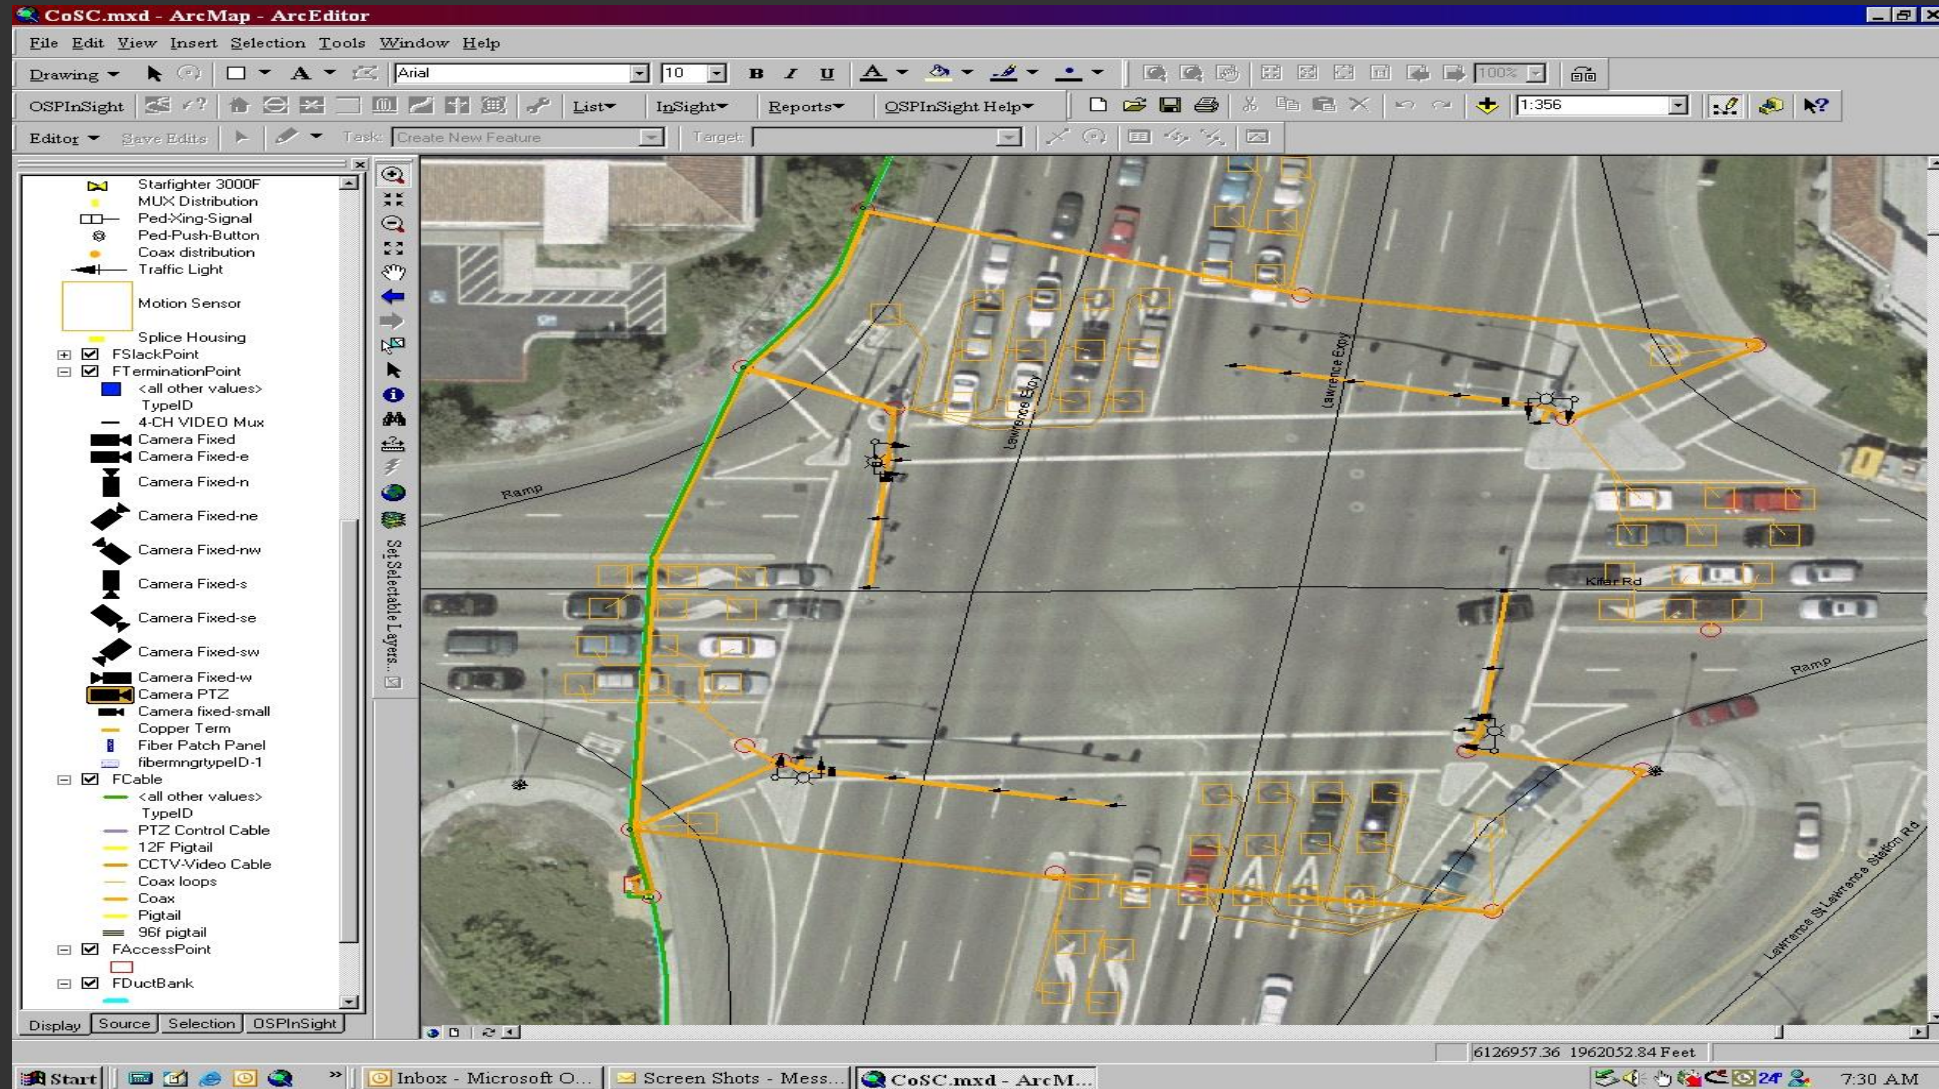 CoSC.mxd - ArcMap - ArcEditor
File Edit View Insert Selection Tools Window Help
Drawing A Arial 10 B I U A 100%
OSPInSight List InSight Reports OSPInSight Help 1:356
Editor Save Edits Task: Create New Feature Target:
Starfighter 3000F
MUX Distribution
Ped-Xing-Signal
Ped-Push-Button
Coax distribution
Traffic Light
Motion Sensor
Splice Housing
FSlackPoint
FTerminationPoint
<all other values>
TypeID
4-CH VIDEO Mux
Camera Fixed
Camera Fixed-e
Camera Fixed-n
Camera Fixed-ne
Camera Fixed-nw
Camera Fixed-s
Camera Fixed-se
Camera Fixed-sw
Camera Fixed-w
Camera PTZ
Camera fixed-small
Copper Term
Fiber Patch Panel
fibermngrtypeID-1
FCable
<all other values>
TypeID
PTZ Control Cable
12F Pigtail
CCTV-Video Cable
Coax loops
Coax
Pigtail
96f pigtail
FAccessPoint
FDuctBank
Display Source Selection OSPInSight
Set Selectable Layers...
Lawrence Expy
Lawrence Expy
Ramp
Kifer Rd
Ramp
Lawrence St Lawrence Station Rd
6126957.36 1962052.84 Feet
Start » Inbox - Microsoft O... Screen Shots - Mess... CoSC.mxd - ArcM... 24° 7:30 AM